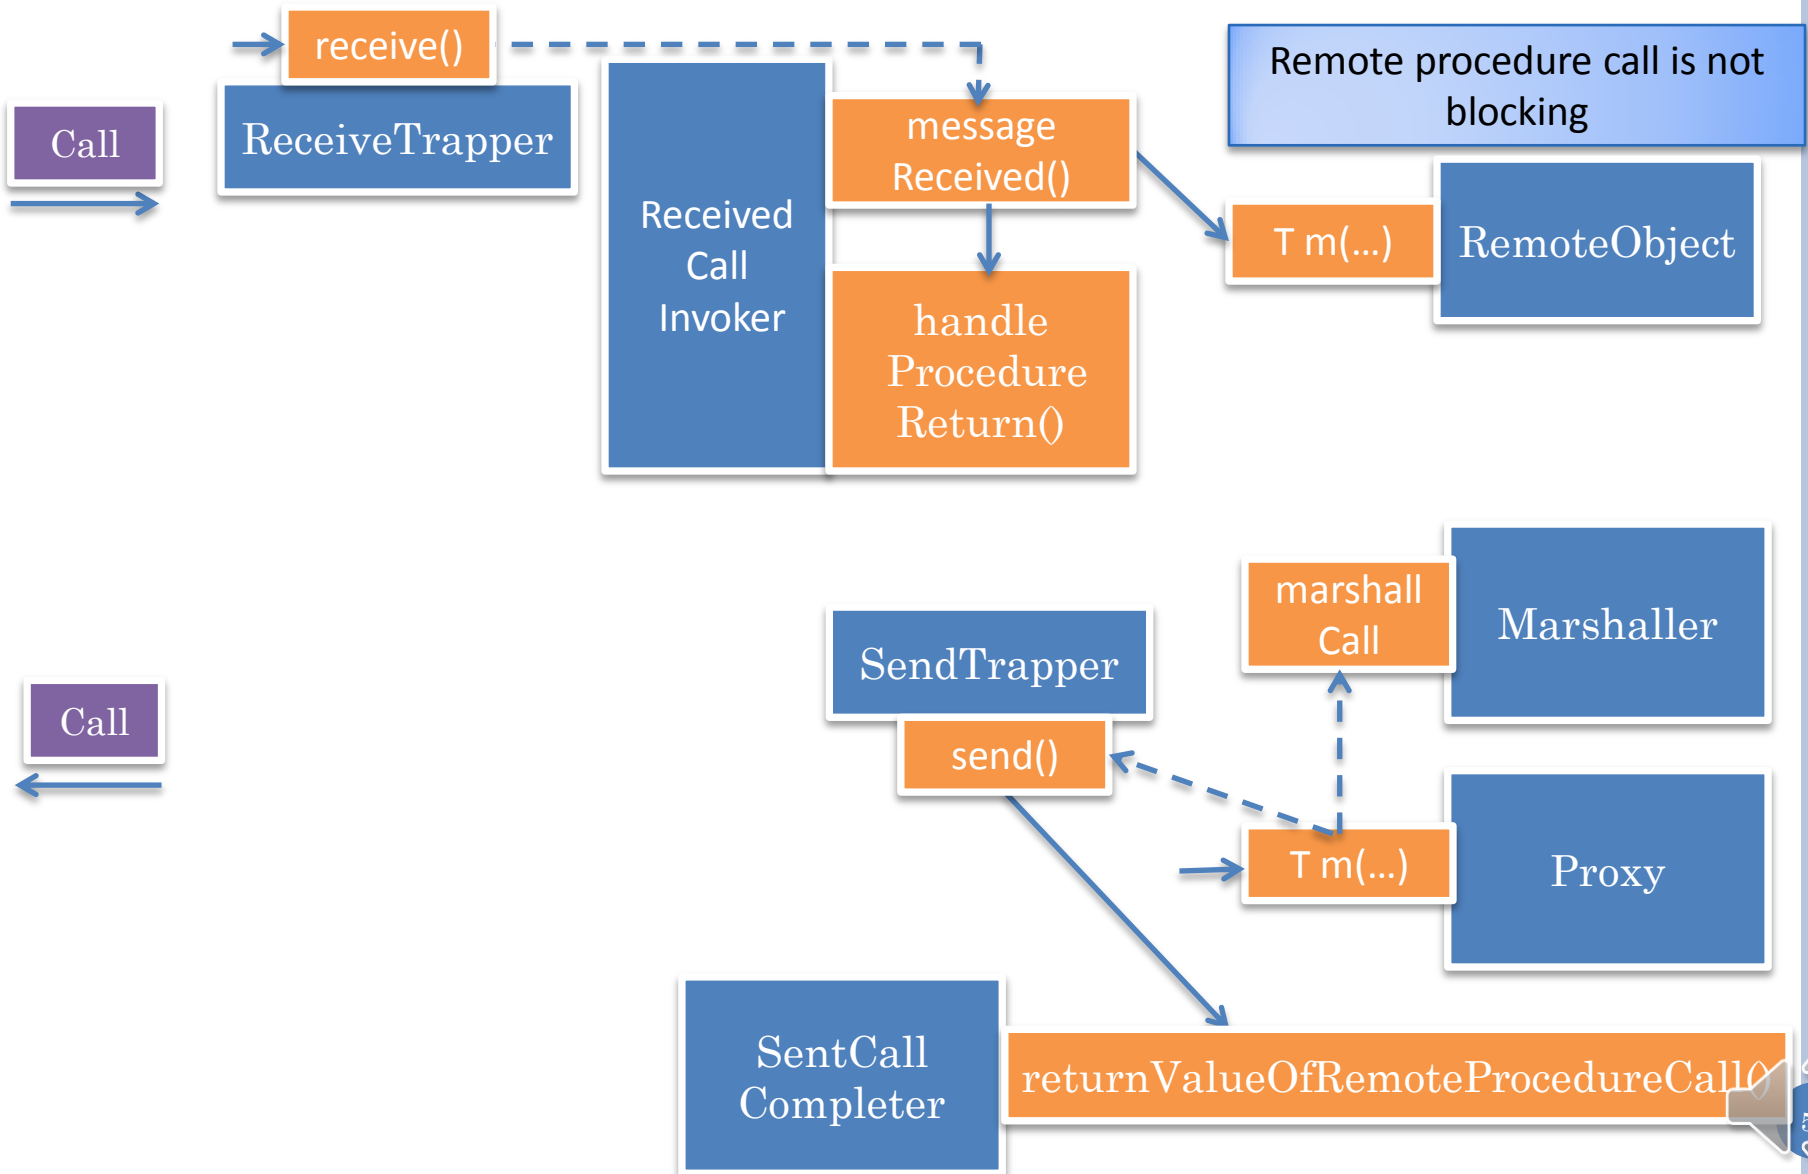 receive()
Remote procedure call is not
blocking
Call
ReceiveTrapper
message
Received()
Received
Call
Invoker
T m(...)
RemoteObject
handle
Procedure
Return()
marshall
Call
Marshaller
SendTrapper
Call
send()
T m(...)
Proxy
SentCall
Completer
returnValueOfRemoteProcedureCall()